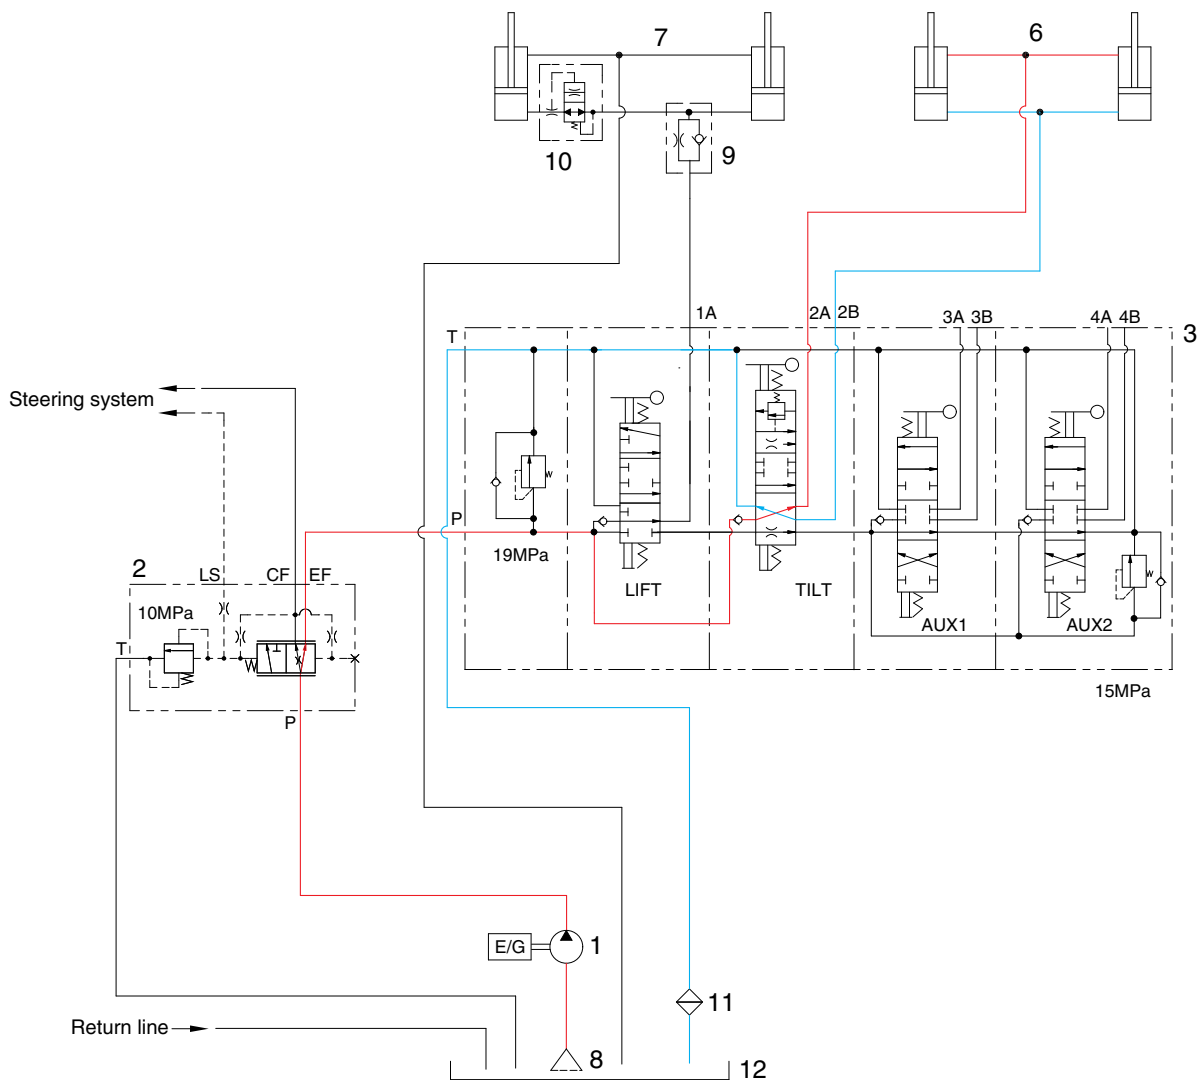 7
6
10
9
1A
2A 2B
3A 3B
4A 4B
T
3
Steering system
P
19MPa
LIFT
TILT
AUX1
AUX2
15MPa
2
LS
CF
EF
10MPa
T
P
E/G
1
11
Return line
8
12